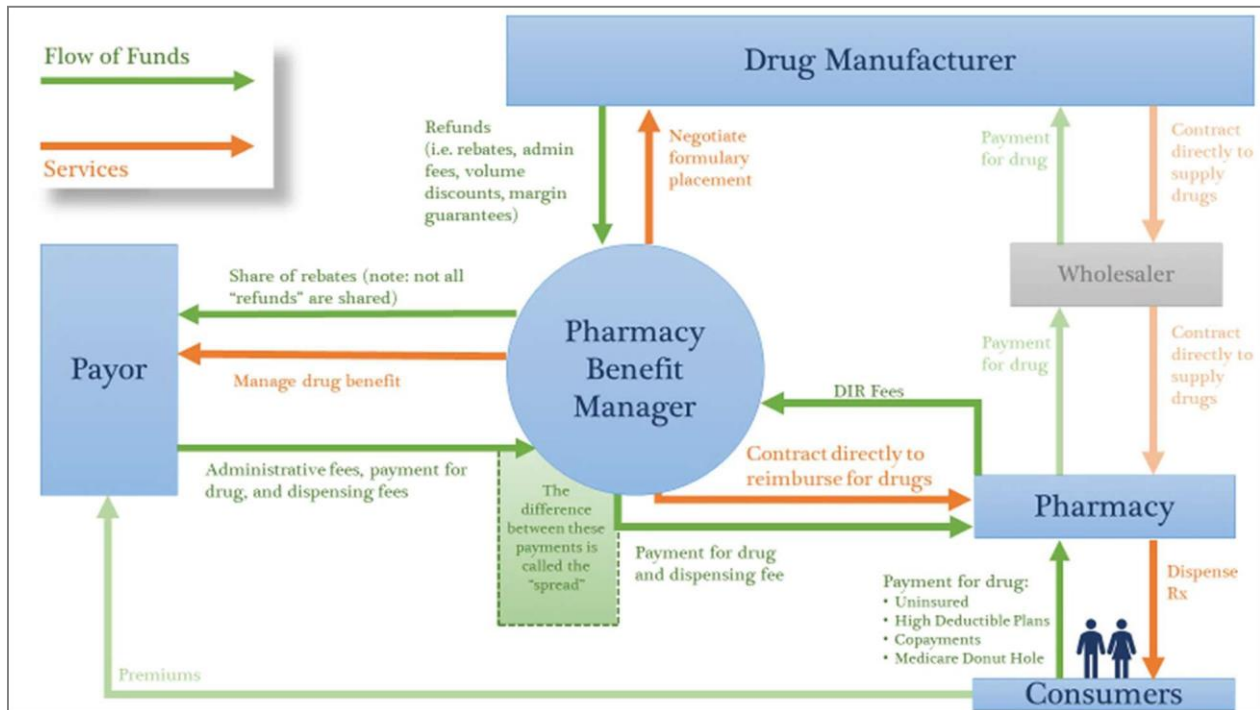 Flow of Funds
Services
Drug Manufacturer
Refunds
(i.e. rebates, admin
fees, volume
discounts, margin
guarantees)
Negotiate
formulary
placement
Payment
for drug
Contract
directly to
supply
drugs
Wholesaler
Payor
Share of rebates (note: not all
"refunds" are shared)
Manage drug benefit
Administrative fees, payment for
drug, and dispensing fees
Pharmacy
Benefit
Manager
The
difference
between these
payments is
called the
"spread"
DIR Fees
Contract directly to
reimburse for drugs
Payment for drug
and dispensing fee
Payment
for drug
Contract
directly to
supply
drugs
Pharmacy
Payment for drug:
• Uninsured
• High Deductible Plans
• Copayments
• Medicare Donut Hole
Dispense
Rx
Premiums
Consumers